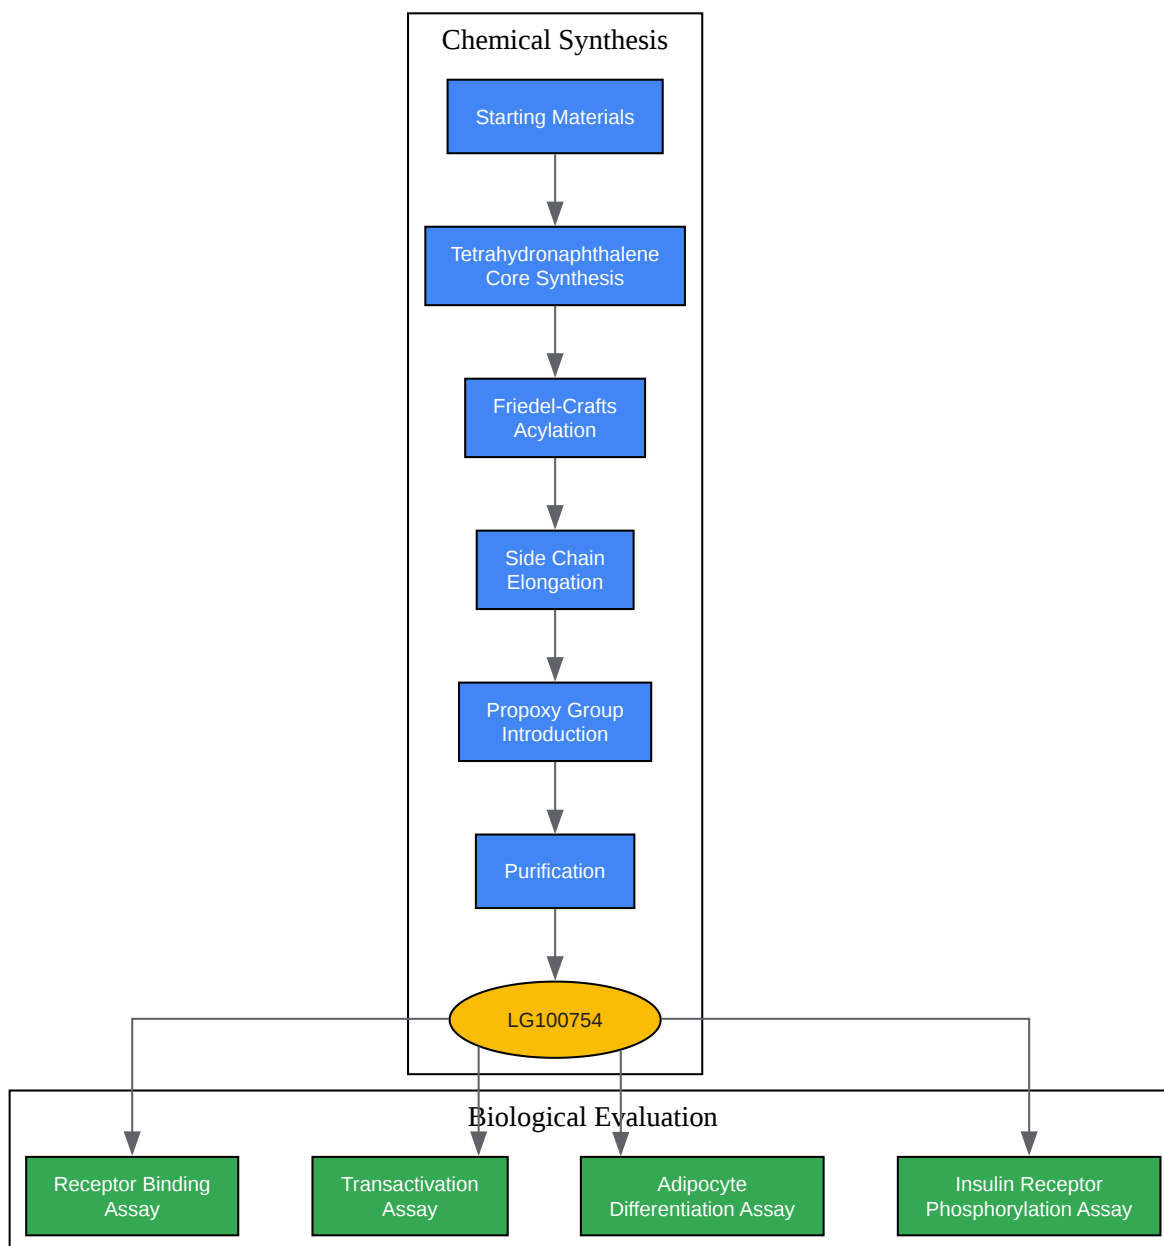 Chemical Synthesis
Starting Materials
Tetrahydronaphthalene
Core Synthesis
Friedel-Crafts
Acylation
Side Chain
Elongation
Propoxy Group
Introduction
Purification
LG100754
Biological Evaluation
Receptor Binding
Assay
Transactivation
Assay
Adipocyte
Differentiation Assay
Insulin Receptor
Phosphorylation Assay